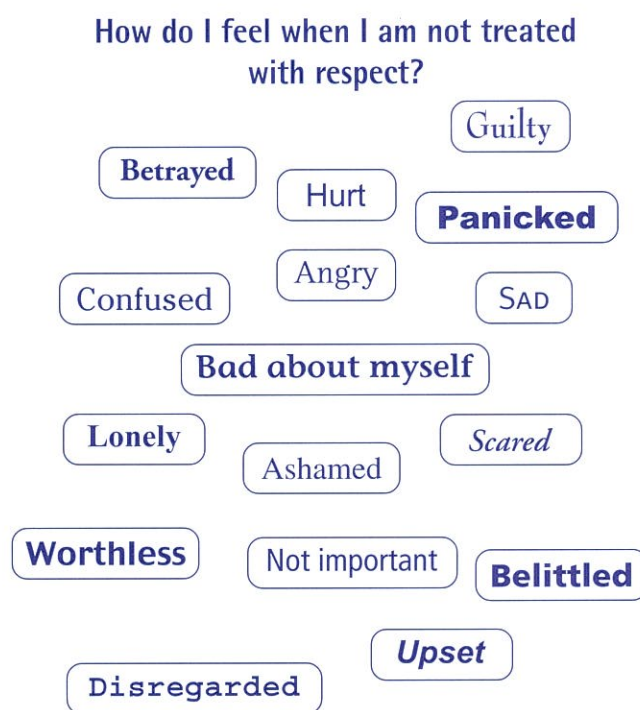 How do I feel when I am not treated
with respect?
Guilty
Betrayed
Hurt
Panicked
Angry
Confused
SAD
Bad about myself
Lonely
Scared
Ashamed
Worthless
Not important
Belittled
Upset
Disregarded